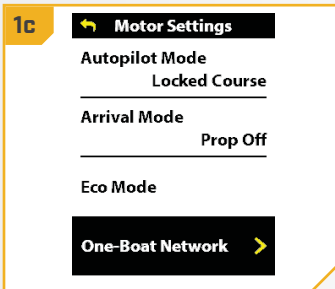 1c
Motor Settings
Autopilot Mode
Locked Course
Arrival Mode
Prop Off
Eco Mode
One-Boat Network